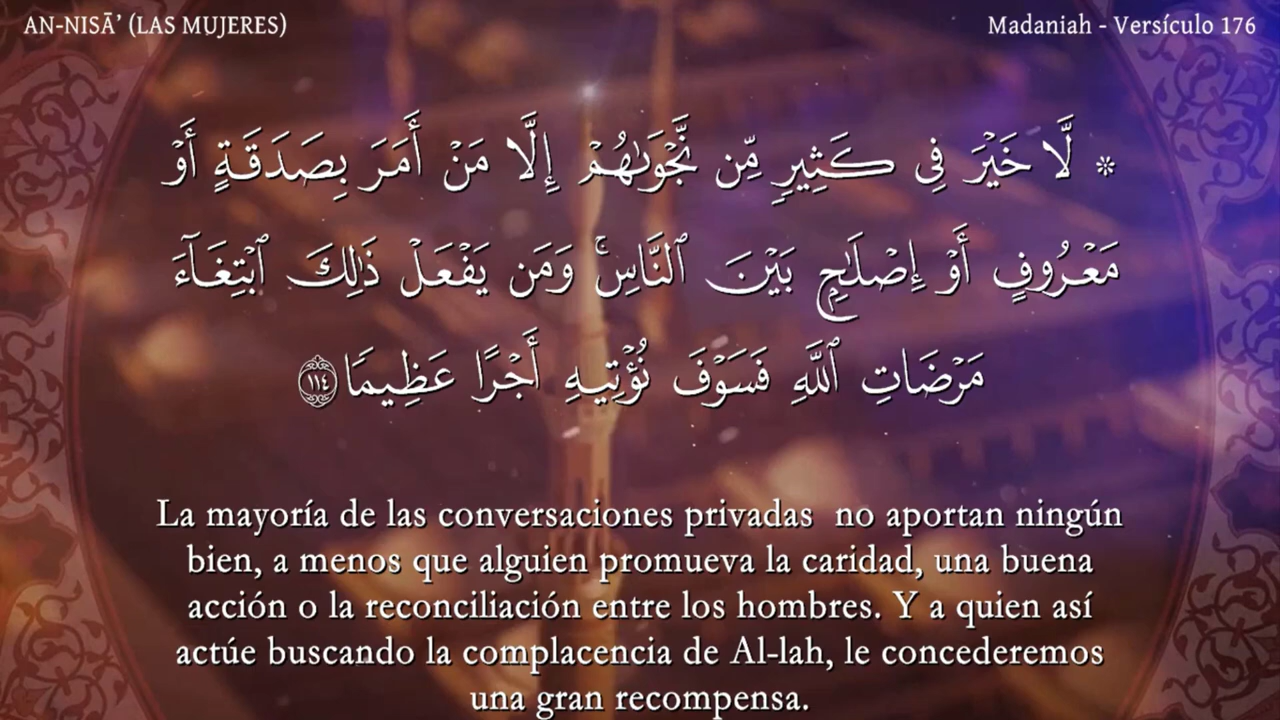 AN-NISĀ’ (LAS MUJERES)
Madaniah - Versículo 176
۞ لَّا خَيْرَ فِي كَثِيرٍ مِّن نَّجْوَىٰهُمْ إِلَّا مَنْ أَمَرَ بِصَدَقَةٍ أَوْ
مَعْرُوفٍ أَوْ إِصْلَٰحٍۭ بَيْنَ ٱلنَّاسِ ۚ وَمَن يَفْعَلْ ذَٰلِكَ ٱبْتِغَآءَ
مَرْضَاتِ ٱللَّهِ فَسَوْفَ نُؤْتِيهِ أَجْرًا عَظِيمًا ١١٤
La mayoría de las conversaciones privadas  no aportan ningún
bien, a menos que alguien promueva la caridad, una buena
acción o la reconciliación entre los hombres. Y a quien así
actúe buscando la complacencia de Al-lah, le concederemos
una gran recompensa.